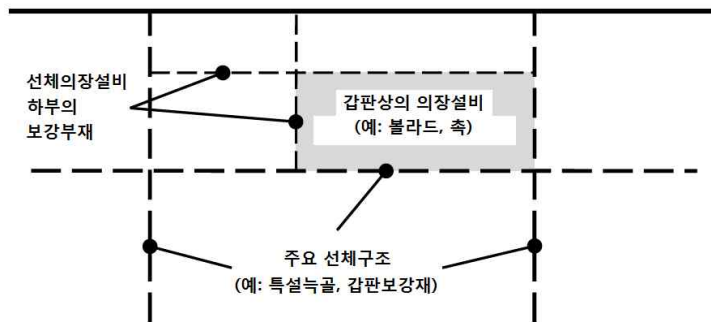 선체의장설비
하부의
보강부재
갑판상의 의장설비
(예: 볼라드, 촉)
주요 선체구조
(예: 특설늑골, 갑판보강재)